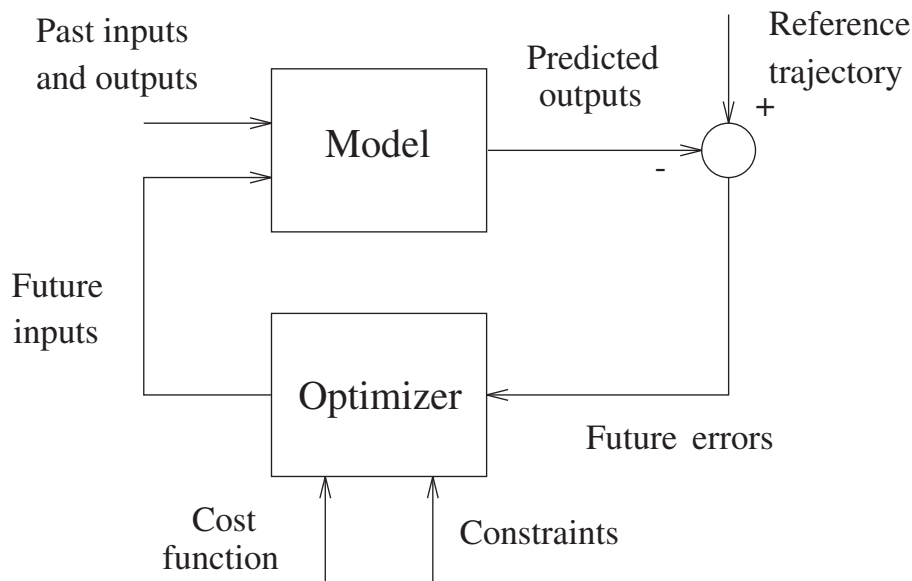 Past inputs
and outputs
Model
Predicted
outputs
Reference
trajectory
+
-
Future
inputs
Optimizer
Future errors
Cost
function
Constraints